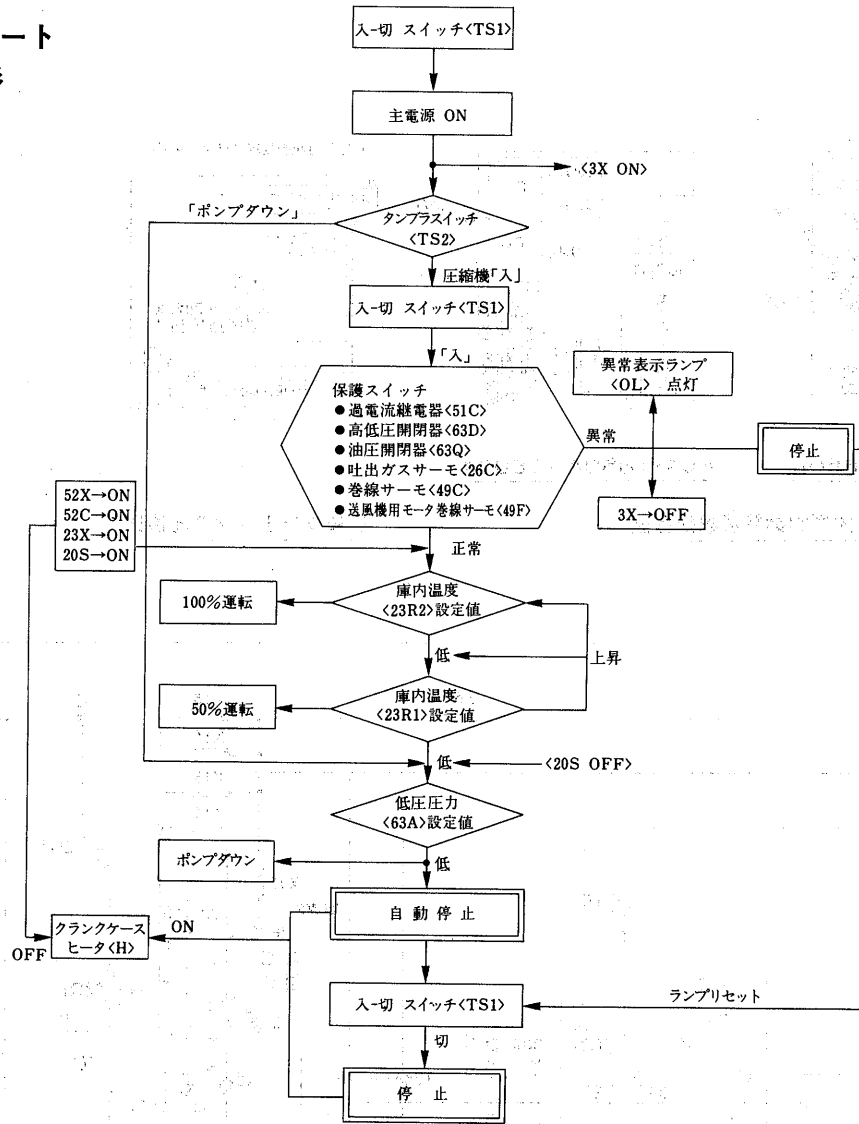 ート
入-切 スイッチ<TS1>
主電源 ON
<3X ON>
「ポンプダウン」
タンブラスイッチ
<TS2>
圧縮機「入」
入-切 スイッチ<TS1>
「入」
異常表示ランプ
<OL> 点灯
保護スイッチ
●過電流継電器<51C>
●高低圧開閉器<63D>
●油圧開閉器<63Q>
●吐出ガスサーモ<26C>
●巻線サーモ<49C>
●送風機用モータ巻線サーモ<49F>
異常
停止
3X→OFF
52X→ON
52C→ON
23X→ON
20S→ON
正常
100%運転
庫内温度
<23R2>設定値
低
上昇
50%運転
庫内温度
<23R1>設定値
低
<20S OFF>
低圧圧力
<63A>設定値
ポンプダウン
低
自動停止
クランクケース
ヒータ<H>
ON
OFF
入-切 スイッチ<TS1>
ランプリセット
切
停 止